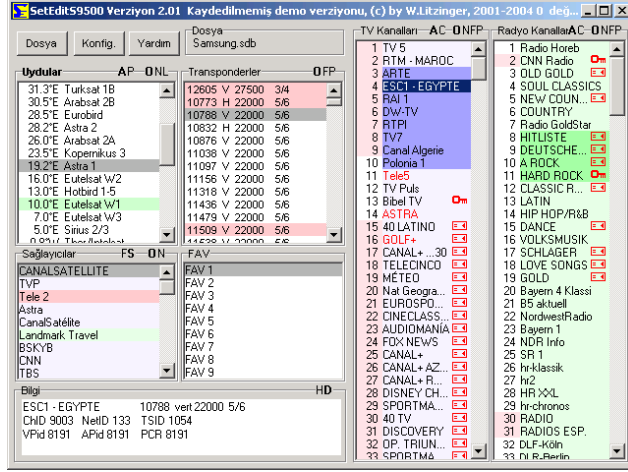 SetEditS9500 Verziyon 2.01 Kaydedilmemiş demo verziyonu, (c) by W.Litzinger, 2001-2004 0 değ...
Dosya
Konfig.
Yardım
Dosya
Samsung.sdb
Uydular AP ONL
31.3°E Turksat 1B
30.5°E Arabsat 2B
28.5°E Eurobird
28.2°E Astra 2
26.0°E Arabsat 2A
23.5°E Kopernikus 3
19.2°E Astra 1
16.0°E Eutelsat W2
13.0°E Hotbird 1-5
10.0°E Eutelsat W1
7.0°E Eutelsat W3
5.0°E Sirius 2/3
Transponderler OFP
12605 V 27500 3/4
10773 H 22000 5/6
10788 V 22000 5/6
10832 H 22000 5/6
10876 V 22000 5/6
11038 V 22000 5/6
11097 V 22000 5/6
11156 V 22000 5/6
11318 V 22000 5/6
11436 V 22000 5/6
11479 V 22000 5/6
11509 V 22000 5/6
11538 V 22000 5/6
Sağlayıcılar FS ON
CANALSATELLITE
TVP
Tele 2
Astra
CanalSatélite
Landmark Travel
BSKYB
CNN
TBS
FAV
FAV 1
FAV 2
FAV 3
FAV 4
FAV 5
FAV 6
FAV 7
FAV 8
FAV 9
Bilgi HD
ESC1 - EGYPTE 10788 vert 22000 5/6
ChID 9003 NetID 133 TSID 1054
VPid 8191 APid 8191 PCR 8191
TV Kanalları AC ONFP
1 TV 5
2 RTM - MAROC
3 ARTE
4 ESC1 - EGYPTE
5 RAI 1
6 DW-TV
7 RTPI
8 TV7
9 Canal Algerie
10 Polonia 1
11 Tele5
12 TV Puls
13 Bibel TV
14 ASTRA
15 40 LATINO
16 GOLF+
17 CANAL+ ...30
18 TELECINCO
19 MÉTEO
20 Nat Geogra...
21 EUROSPO...
22 CINECLASS...
23 AUDIOMANÍA
24 FOX NEWS
25 CANAL+
26 CANAL+ AZ...
27 CANAL+ R...
28 DISNEY CH...
29 SPORTMA...
30 40 TV
31 DISCOVERY
32 OP. TRIUN...
33 SPORTMA...
Radyo KanallarAC ONFP
1 Radio Horeb
2 CNN Radio
3 OLD GOLD
4 SOUL CLASSICS
5 NEW COUN...
6 COUNTRY
7 Radio GoldStar
8 HITLISTE
9 DEUTSCHE...
10 A ROCK
11 HARD ROCK
12 CLASSIC R...
13 LATIN
14 HIP HOP/R&B
15 DANCE
16 VOLKSMUSIK
17 SCHLAGER
18 LOVE SONGS
19 GOLD
20 Bayern 4 Klassi
21 B5 aktuell
22 NordwestRadio
23 Bayern 1
24 NDR Info
25 SR 1
26 hr-klassik
27 hr2
28 HR XXL
29 hr-chronos
30 RADIO
31 RADIOS ESP.
32 DLF-Köln
33 DLR-Berlin